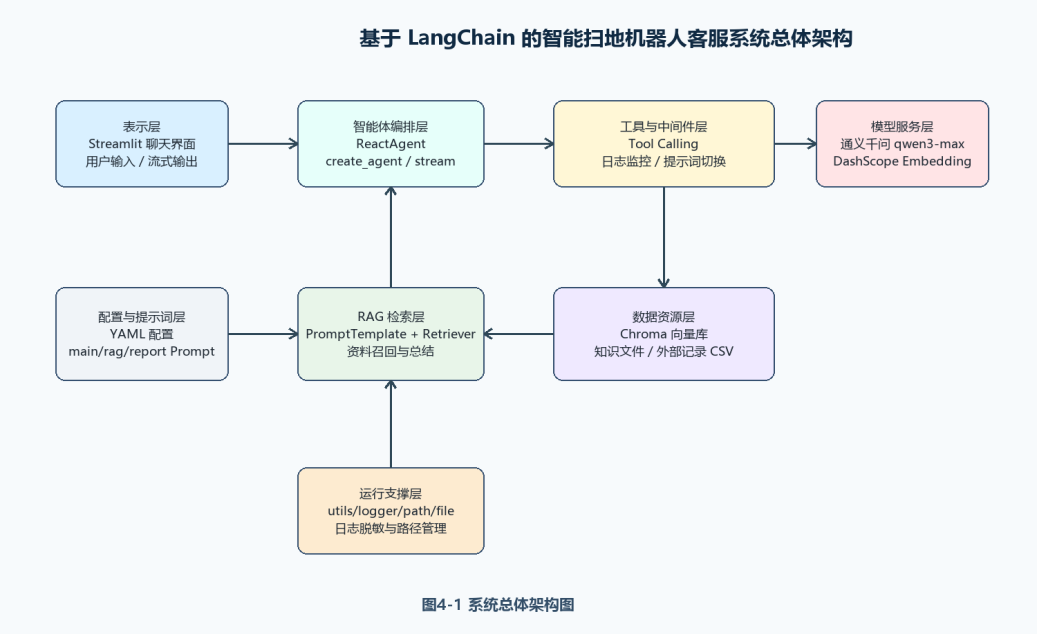 基于 LangChain 的智能扫地机器人客服系统总体架构
表示层
Streamlit 聊天界面
用户输入 / 流式输出
智能体编排层
ReactAgent
create_agent / stream
工具与中间件层
Tool Calling
日志监控 / 提示词切换
模型服务层
通义千问 qwen3-max
DashScope Embedding
配置与提示词层
YAML 配置
main/rag/report Prompt
RAG 检索层
PromptTemplate + Retriever
资料召回与总结
数据资源层
Chroma 向量库
知识文件 / 外部记录 CSV
运行支撑层
utils/logger/path/file
日志脱敏与路径管理
图4-1 系统总体架构图